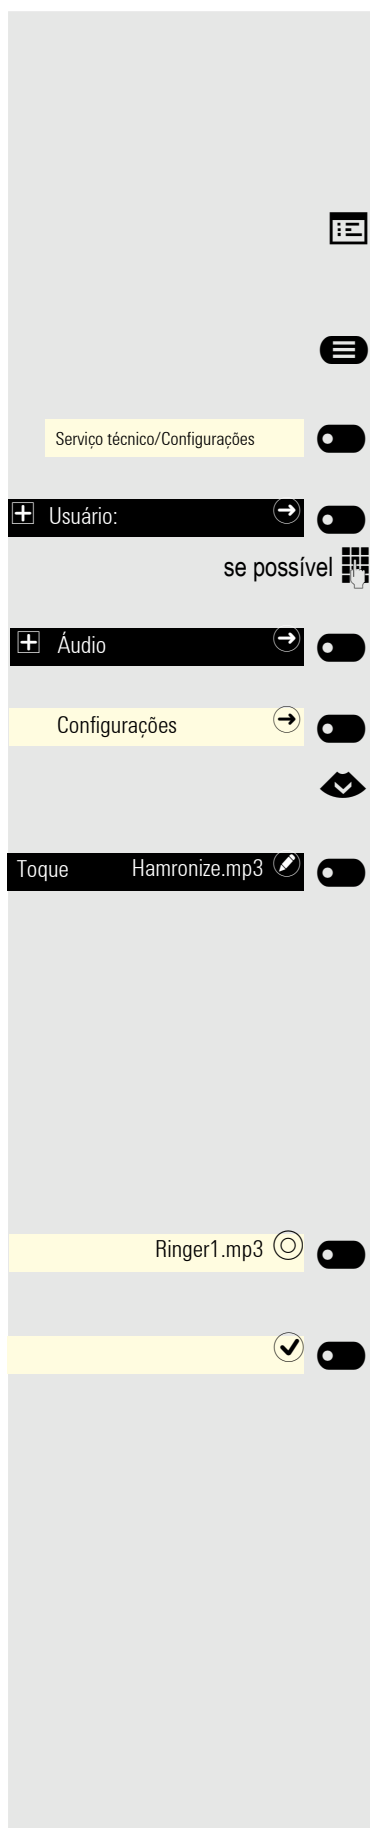 Serviço técnico/Configurações
Usuário:
se possível
Áudio
Configurações
Toque Hamronize.mp3
Ringer1.mp3